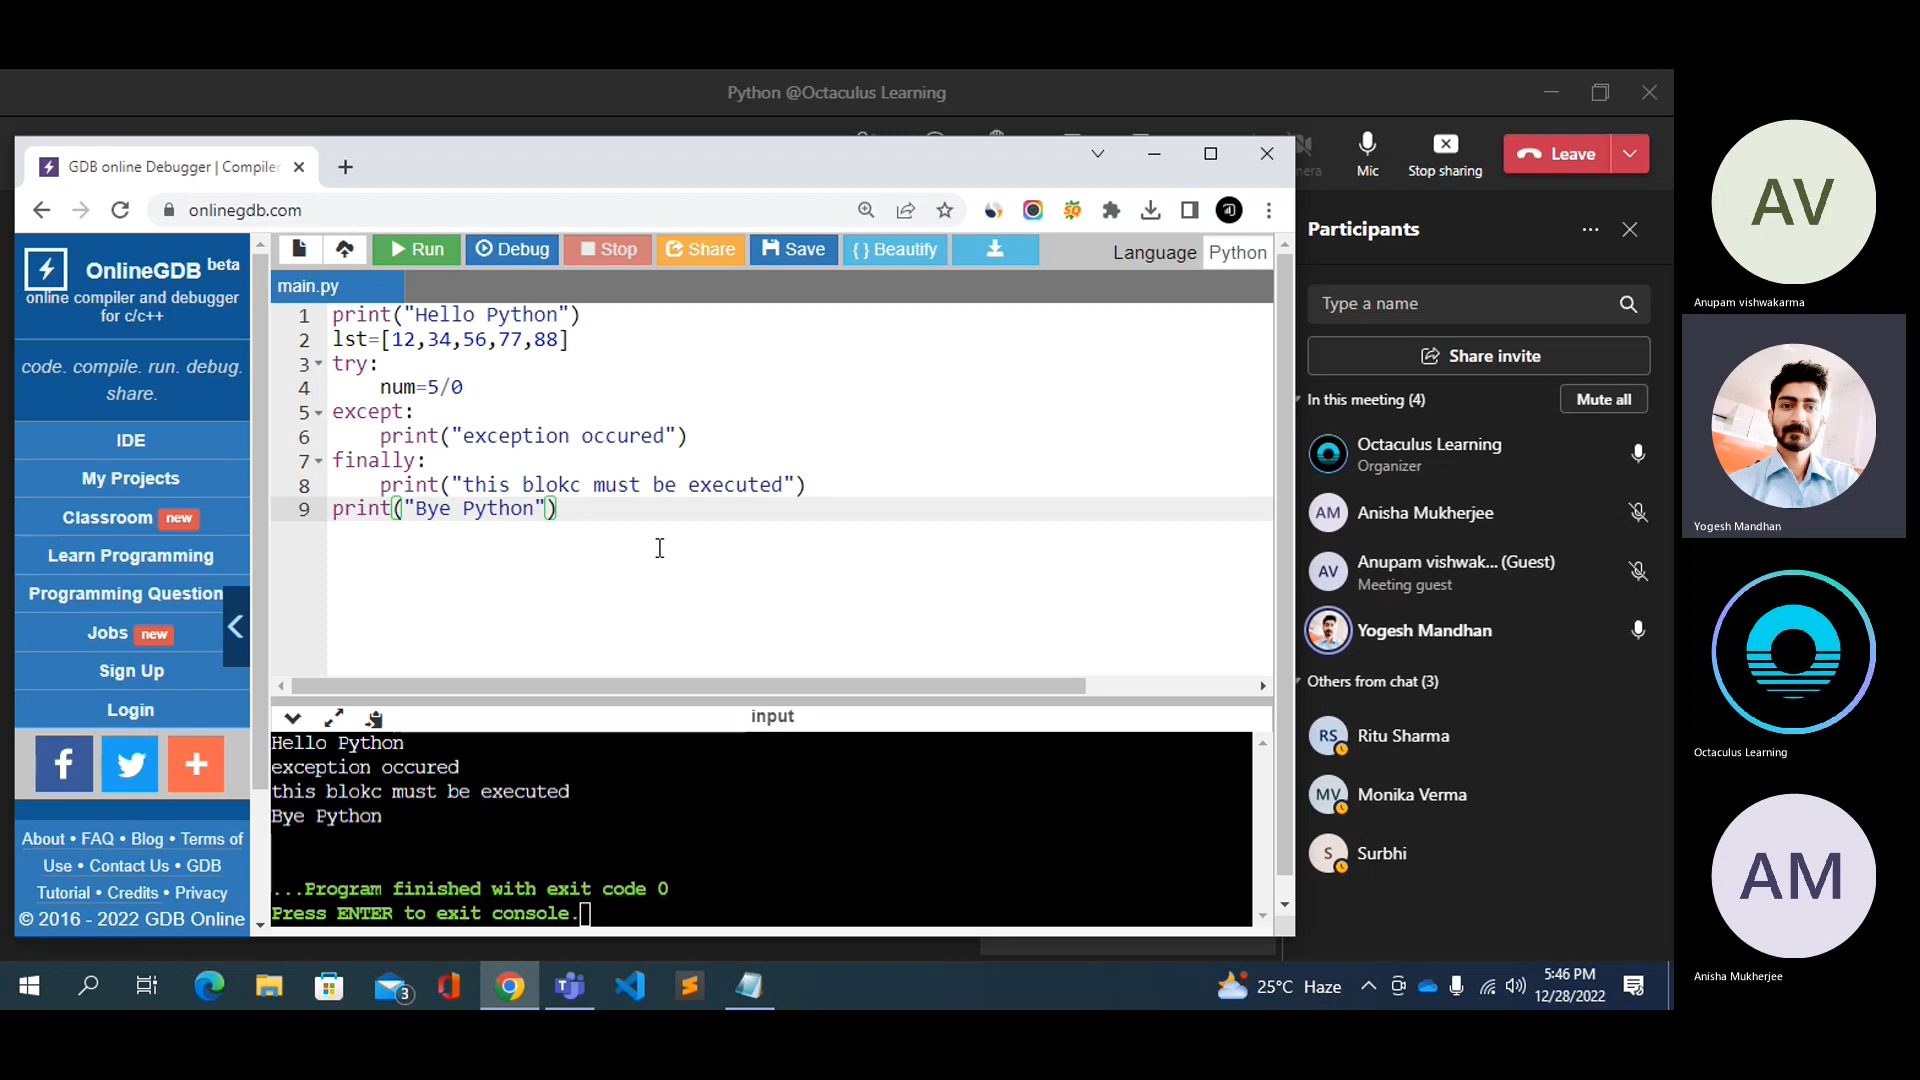 Python @Octaculus Learning
GDB online Debugger | Compiler
Mic
Stop sharing
Leave
onlinegdb.com
OnlineGDB beta
online compiler and debugger
for c/c++
code. compile. run. debug.
share.
IDE
My Projects
Classroom new
Learn Programming
Programming Question
Jobs new
Sign Up
Login
About • FAQ • Blog • Terms of
Use • Contact Us • GDB
Tutorial • Credits • Privacy
© 2016 - 2022 GDB Online
Run
Debug
Stop
Share
Save
{ } Beautify
Language Python
main.py
1 print("Hello Python")
2 lst=[12,34,56,77,88]
3 try:
4 num=5/0
5 except:
6 print("exception occured")
7 finally:
8 print("this blokc must be executed")
9 print("Bye Python")
input
Hello Python
exception occured
this blokc must be executed
Bye Python
...Program finished with exit code 0
Press ENTER to exit console.
Participants
Type a name
Share invite
In this meeting (4)
Mute all
Octaculus Learning
Organizer
AM Anisha Mukherjee
AV Anupam vishwak... (Guest)
Meeting guest
Yogesh Mandhan
Others from chat (3)
RS Ritu Sharma
MV Monika Verma
S Surbhi
AV
Anupam vishwakarma
Yogesh Mandhan
Octaculus Learning
AM
Anisha Mukherjee
3
25°C Haze
5:46 PM
12/28/2022